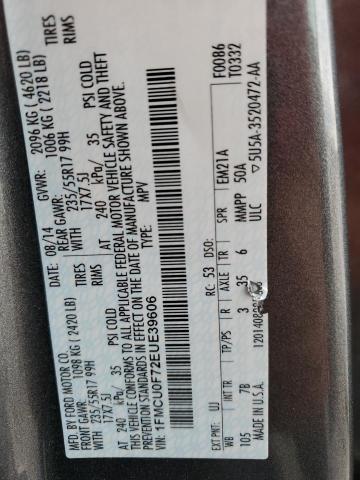 MFD. BY FORD MOTOR CO.
DATE: 08/14 GVWR: 2096 KG ( 4620 LB)
FRONT GAWR: 1098 KG ( 2420 LB) REAR GAWR: 1006 KG ( 2218 LB)
WITH 235/55R17 99H TIRES WITH 235/55R17 99H TIRES
17X7.5J RIMS 17X7.5J RIMS
AT 240 kPa/ 35 PSI COLD AT 240 kPa/ 35 PSI COLD
THIS VEHICLE CONFORMS TO ALL APPLICABLE FEDERAL MOTOR VEHICLE SAFETY AND THEFT
PREVENTION STANDARDS IN EFFECT ON THE DATE OF MANUFACTURE SHOWN ABOVE.
VIN: 1FMCU0F72EUE39606
TYPE: MPV
F0086
T0332
EXT PNT: UJ RC: 53 DSO:
WB INT TR TP/PS R AXLE TR SPR EM21A
105 7B 3 35 6 MMPP 50A
MADE IN U.S.A. ULC ▽5U5A-3520472-AA